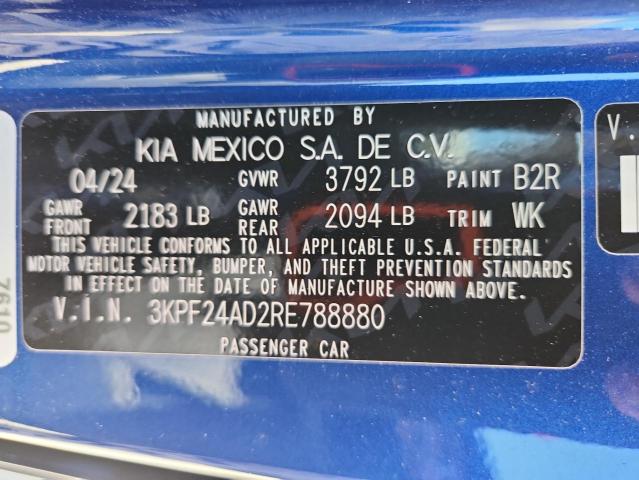 MANUFACTURED BY
KIA MEXICO S.A. DE C.V.
04/24 GVWR 3792 LB PAINT B2R
GAWR FRONT 2183 LB GAWR REAR 2094 LB TRIM WK
THIS VEHICLE CONFORMS TO ALL APPLICABLE U.S.A. FEDERAL
MOTOR VEHICLE SAFETY, BUMPER, AND THEFT PREVENTION STANDARDS
IN EFFECT ON THE DATE OF MANUFACTURE SHOWN ABOVE.
V.I.N. 3KPF24AD2RE788880
PASSENGER CAR
7610
V.